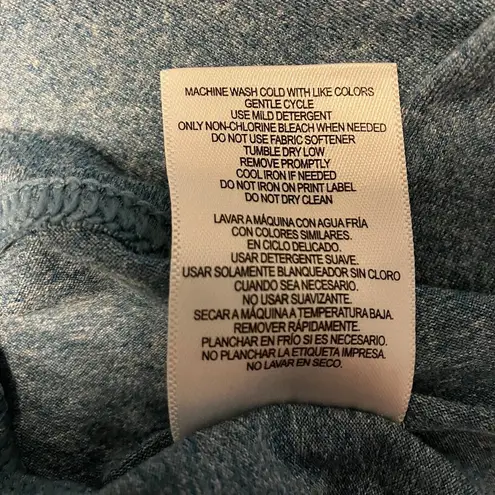 MACHINE WASH COLD WITH LIKE COLORS
GENTLE CYCLE
USE MILD DETERGENT
ONLY NON-CHLORINE BLEACH WHEN NEEDED
DO NOT USE FABRIC SOFTENER
TUMBLE DRY LOW
REMOVE PROMPTLY
COOL IRON IF NEEDED
DO NOT IRON ON PRINT LABEL
DO NOT DRY CLEAN
LAVAR A MÁQUINA CON AGUA FRÍA
CON COLORES SIMILARES.
EN CICLO DELICADO.
USAR DETERGENTE SUAVE.
USAR SOLAMENTE BLANQUEADOR SIN CLORO
CUANDO SEA NECESARIO.
NO USAR SUAVIZANTE.
SECAR A MÁQUINA A TEMPERATURA BAJA.
REMOVER RÁPIDAMENTE.
PLANCHAR EN FRÍO SI ES NECESARIO.
NO PLANCHAR LA ETIQUETA IMPRESA.
NO LAVAR EN SECO.